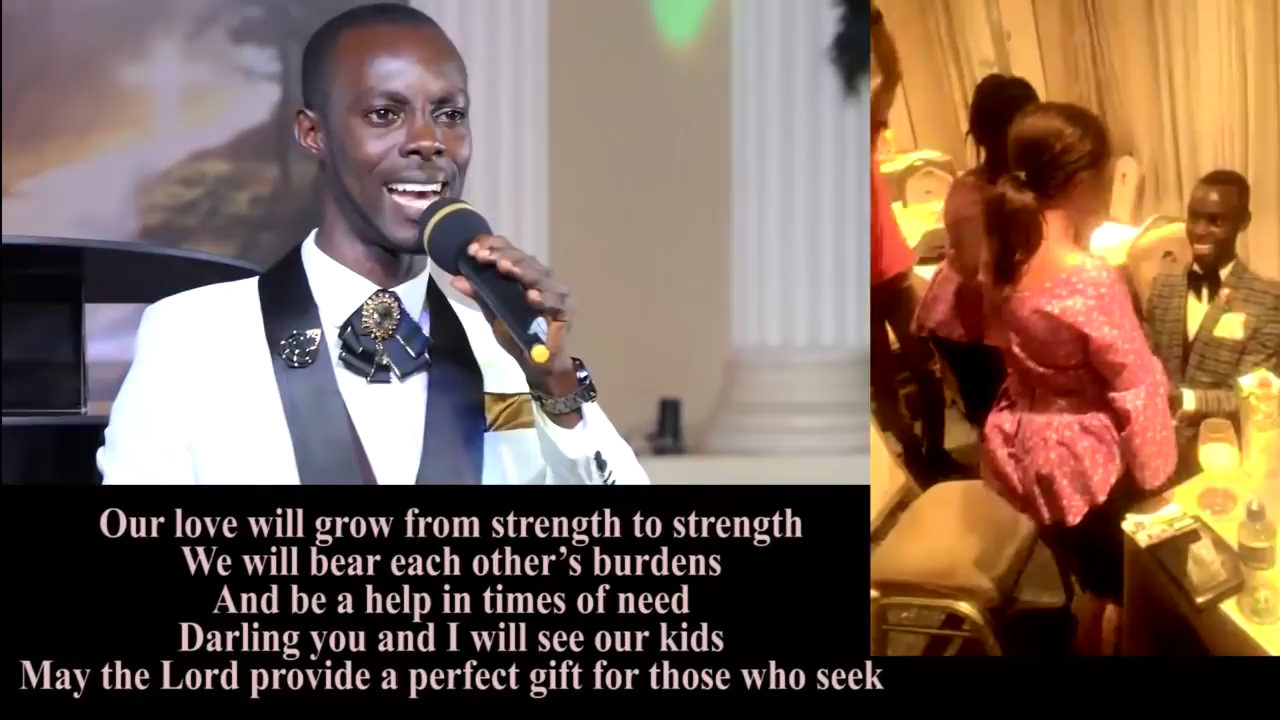 Our love will grow from strength to strength
We will bear each other’s burdens
And be a help in times of need
Darling you and I will see our kids
May the Lord provide a perfect gift for those who seek